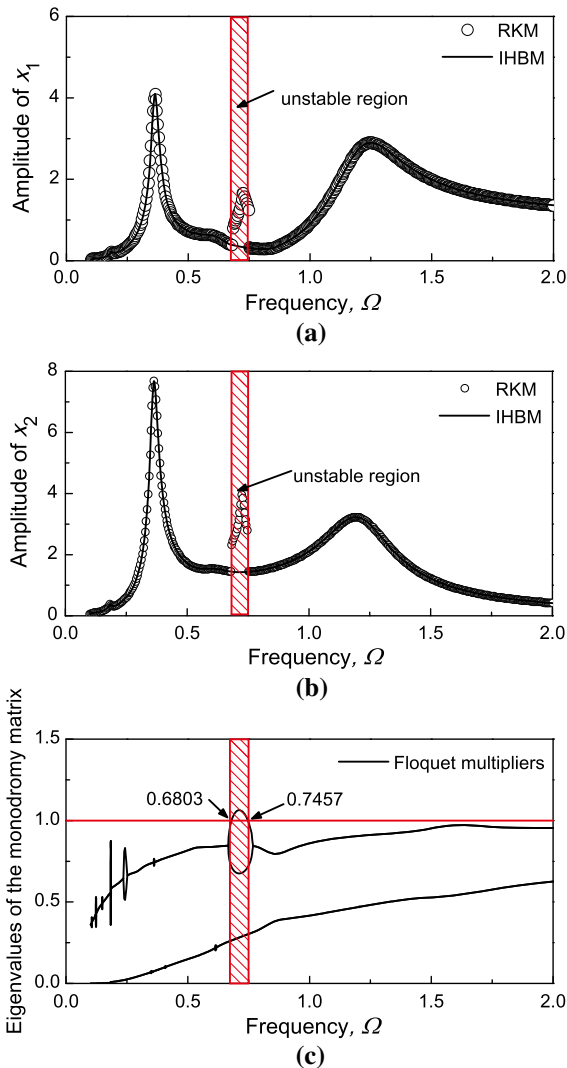 Amplitude of x1
6
4
2
0
RKM
IHBM
unstable region
0.0 0.5 1.0 1.5 2.0
Frequency, Ω
(a)
Amplitude of x2
8
6
4
2
0
RKM
IHBM
unstable region
0.0 0.5 1.0 1.5 2.0
Frequency, Ω
(b)
Eigenvalues of the monodromy matrix
1.5
1.0
0.5
0.0
Floquet multipliers
0.6803 0.7457
0.0 0.5 1.0 1.5 2.0
Frequency, Ω
(c)